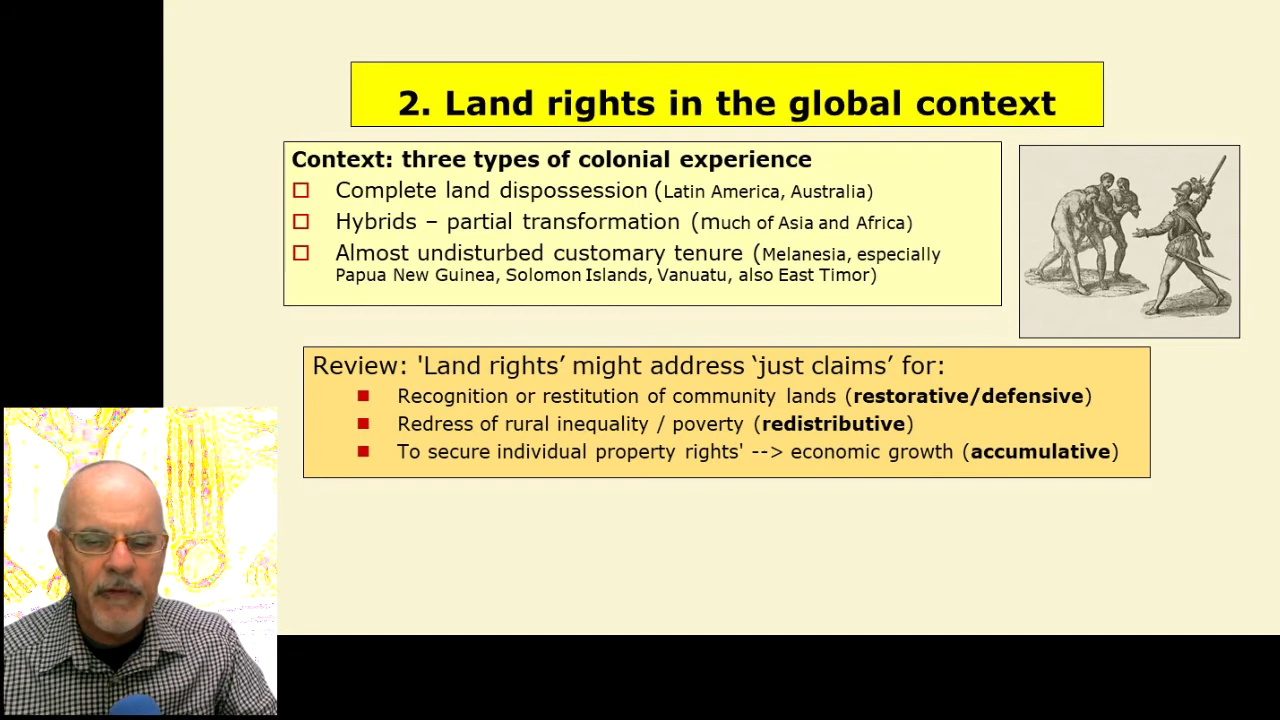 2. Land rights in the global context
Context: three types of colonial experience
Complete land dispossession (Latin America, Australia)
Hybrids – partial transformation (much of Asia and Africa)
Almost undisturbed customary tenure (Melanesia, especially
Papua New Guinea, Solomon Islands, Vanuatu, also East Timor)
Review: 'Land rights’ might address ‘just claims’ for:
Recognition or restitution of community lands (restorative/defensive)
Redress of rural inequality / poverty (redistributive)
To secure individual property rights' --> economic growth (accumulative)